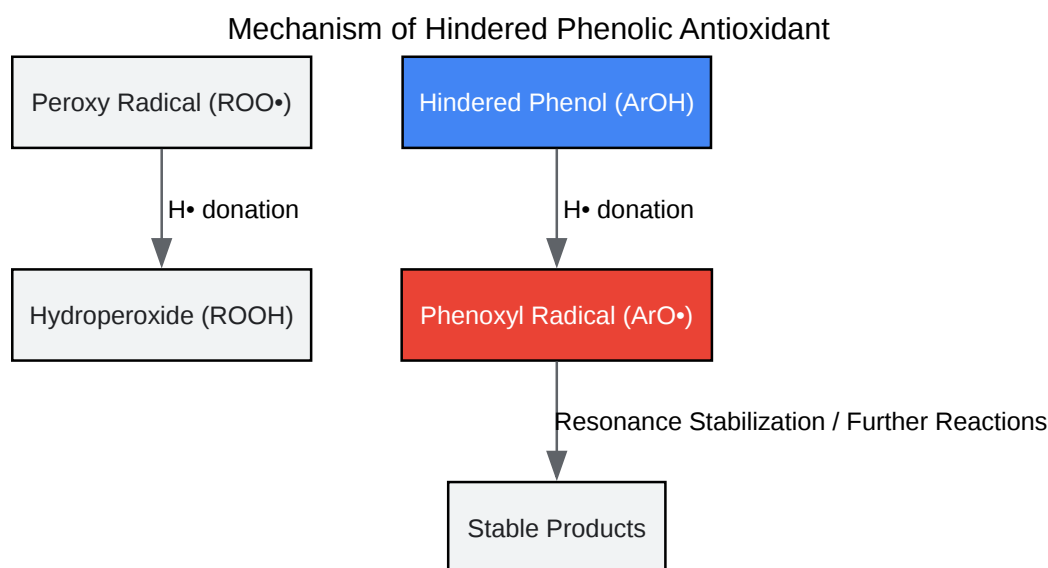 Mechanism of Hindered Phenolic Antioxidant
Peroxy Radical (ROO•)
Hindered Phenol (ArOH)
H• donation
H• donation
Hydroperoxide (ROOH)
Phenoxyl Radical (ArO•)
Resonance Stabilization / Further Reactions
Stable Products